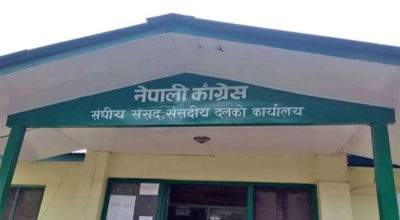 नेपाली काँग्रेस
संघीय संसद, संसदीय दलको कार्यालय